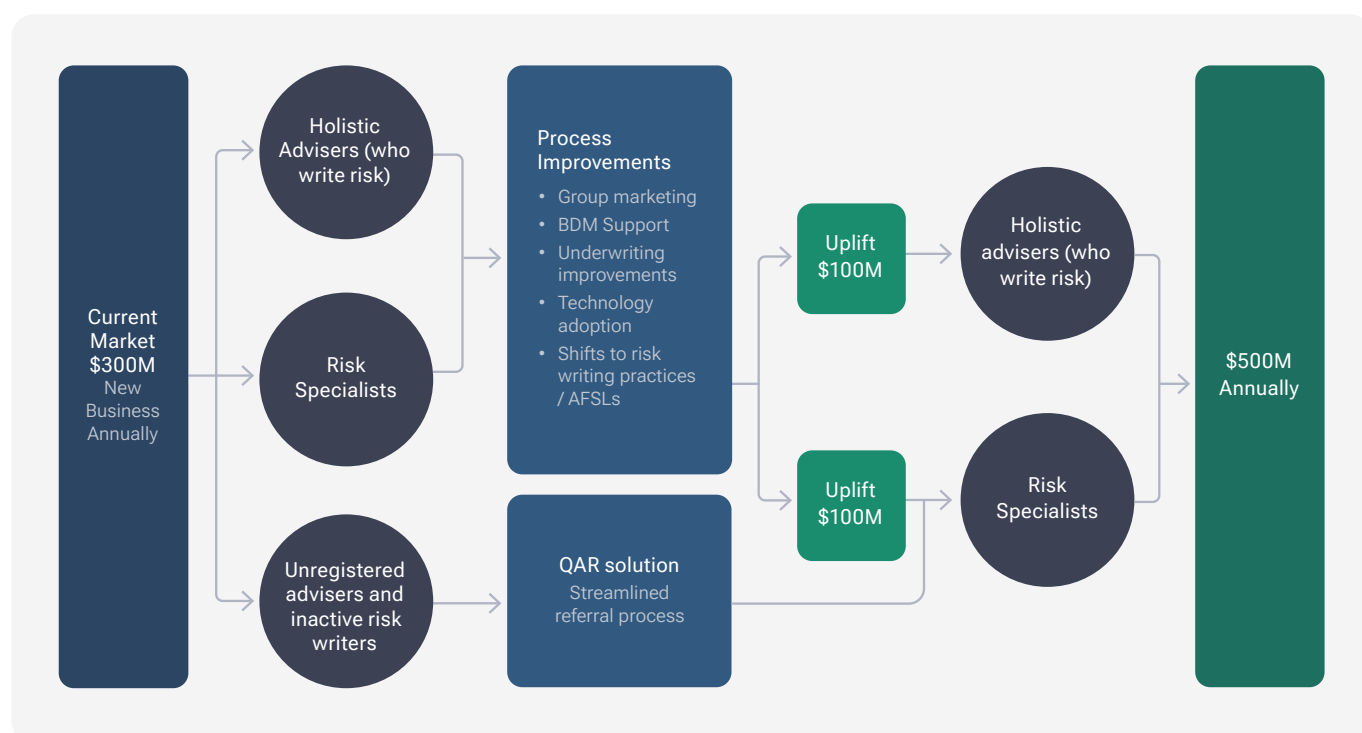 Current
Market
$300M
New
Business
Annually
Holistic
Advisers (who
write risk)
Risk
Specialists
Unregistered
advisers and
inactive risk
writers
Process
Improvements
• Group marketing
• BDM Support
• Underwriting
improvements
• Technology
adoption
• Shifts to risk
writing practices
/ AFSLs
QAR solution
Streamlined
referral process
Uplift
$100M
Uplift
$100M
Holistic
advisers (who
write risk)
Risk
Specialists
$500M
Annually